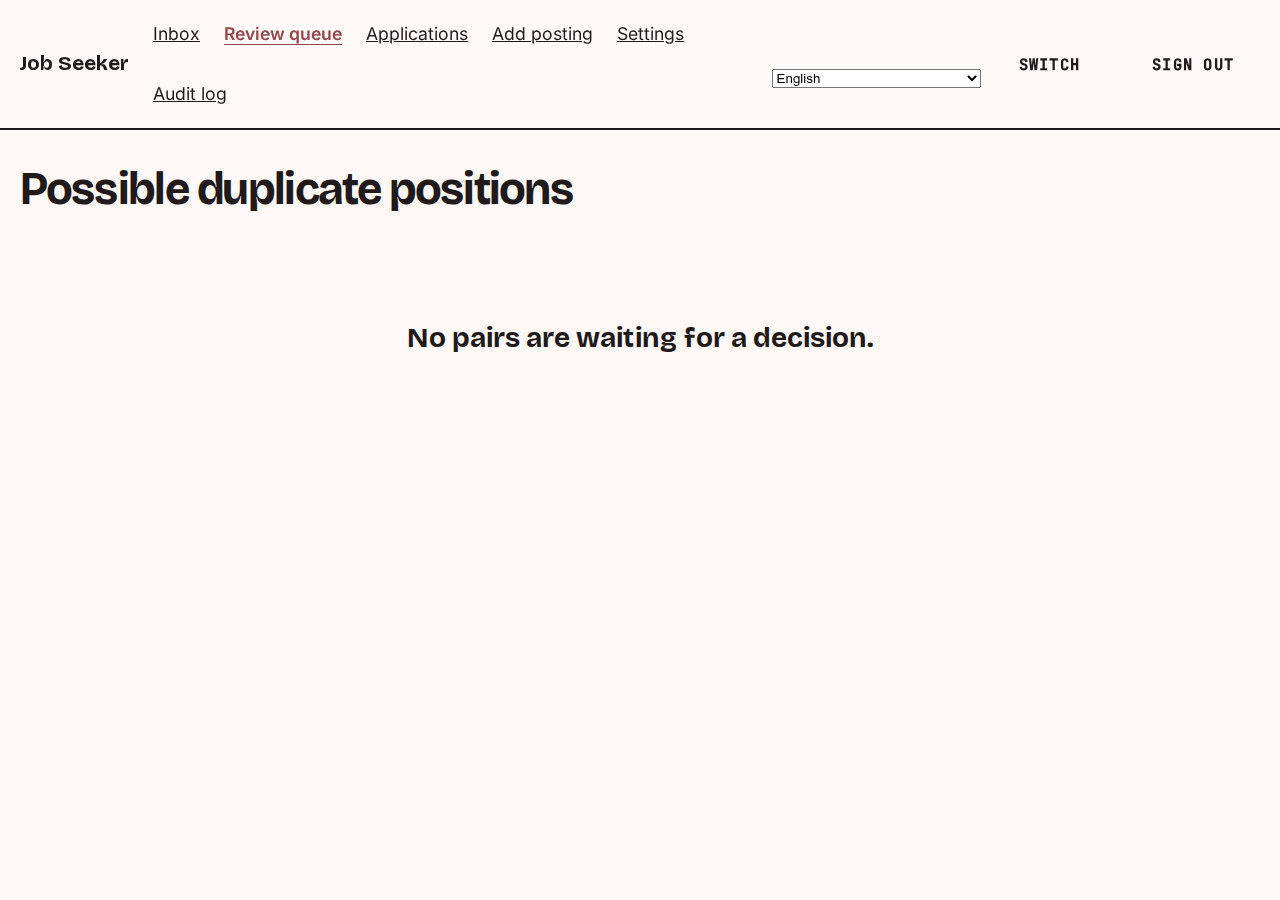 Job Seeker
Inbox Review queue Applications Add posting Settings
Audit log
English
SWITCH SIGN OUT
Possible duplicate positions
No pairs are waiting for a decision.